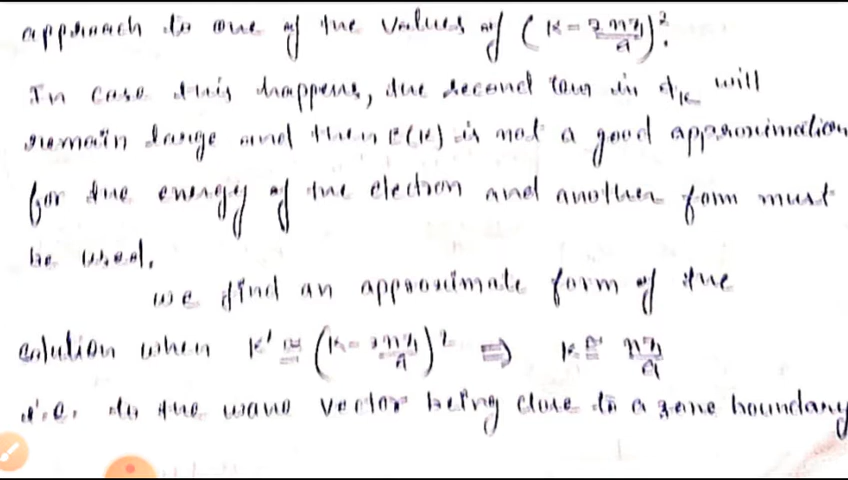 approach to one of the values of (K - 2nπ/a)².
In case this happens, the second term in ψₖ will
remain large and then E(K) is not a good approximation
for the energy of the electron and another form must
be used.
we find an approximate form of the
solution when K' ≅ (K - 2nπ/a)² ⇒ K ≅ nπ/a
i.e. to the wave vector being close to a zone boundary